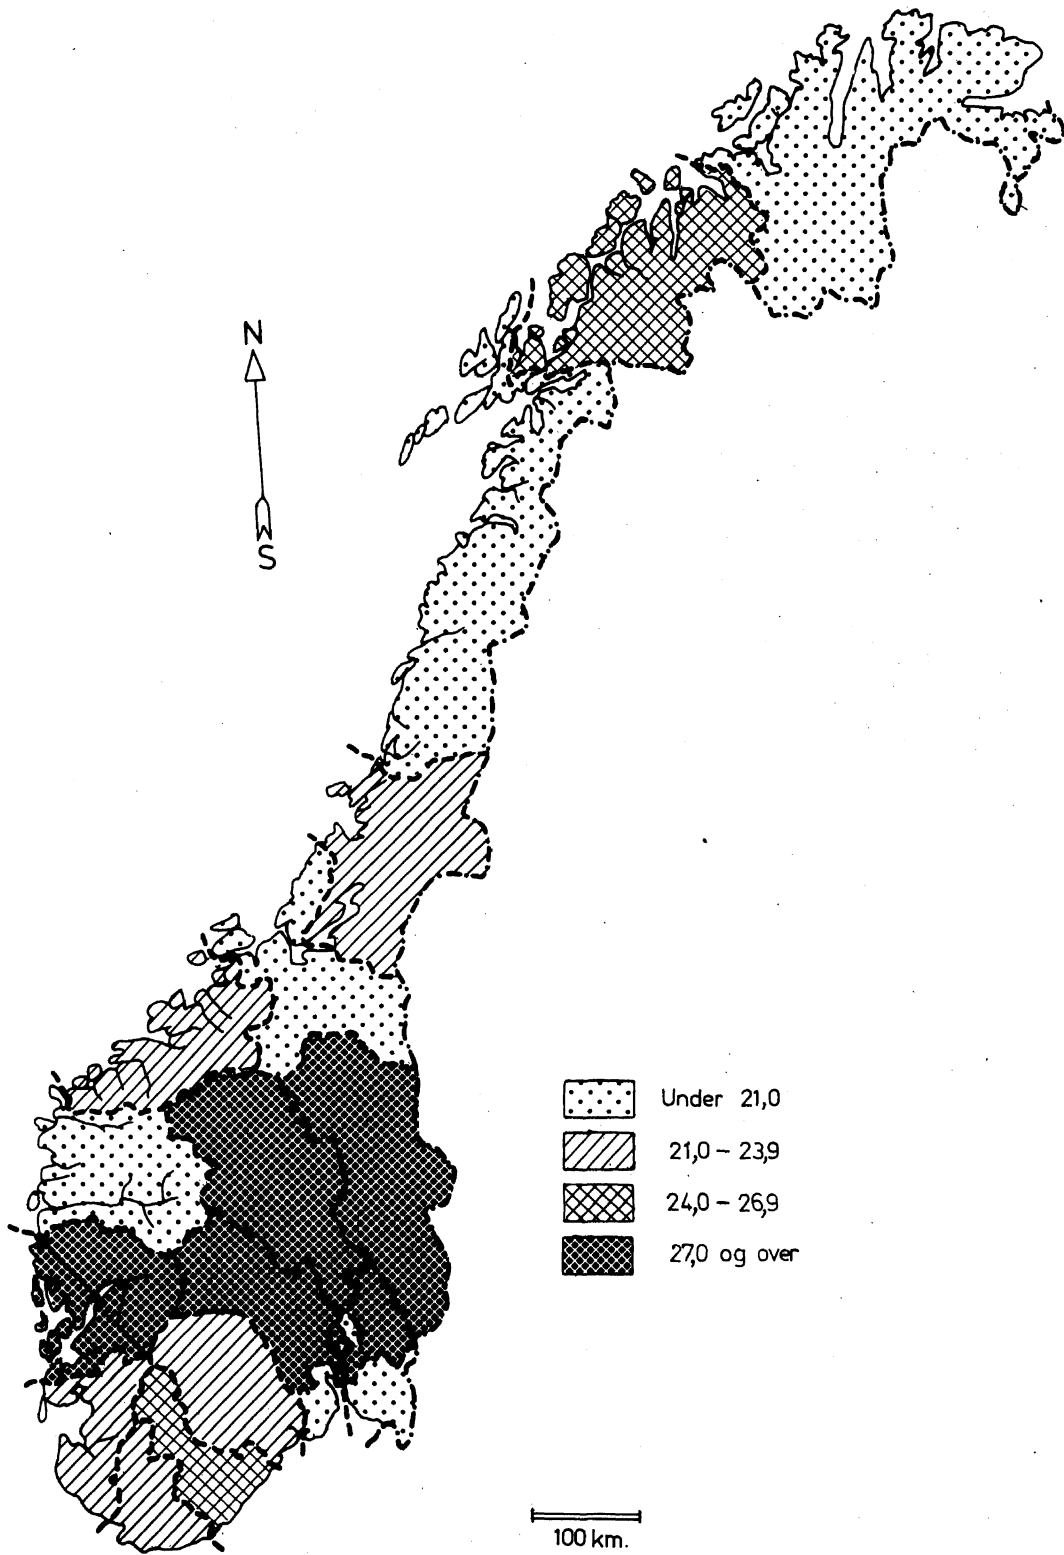 N
S
Under 21,0
21,0 – 23,9
24,0 – 26,9
27,0 og over
100 km.